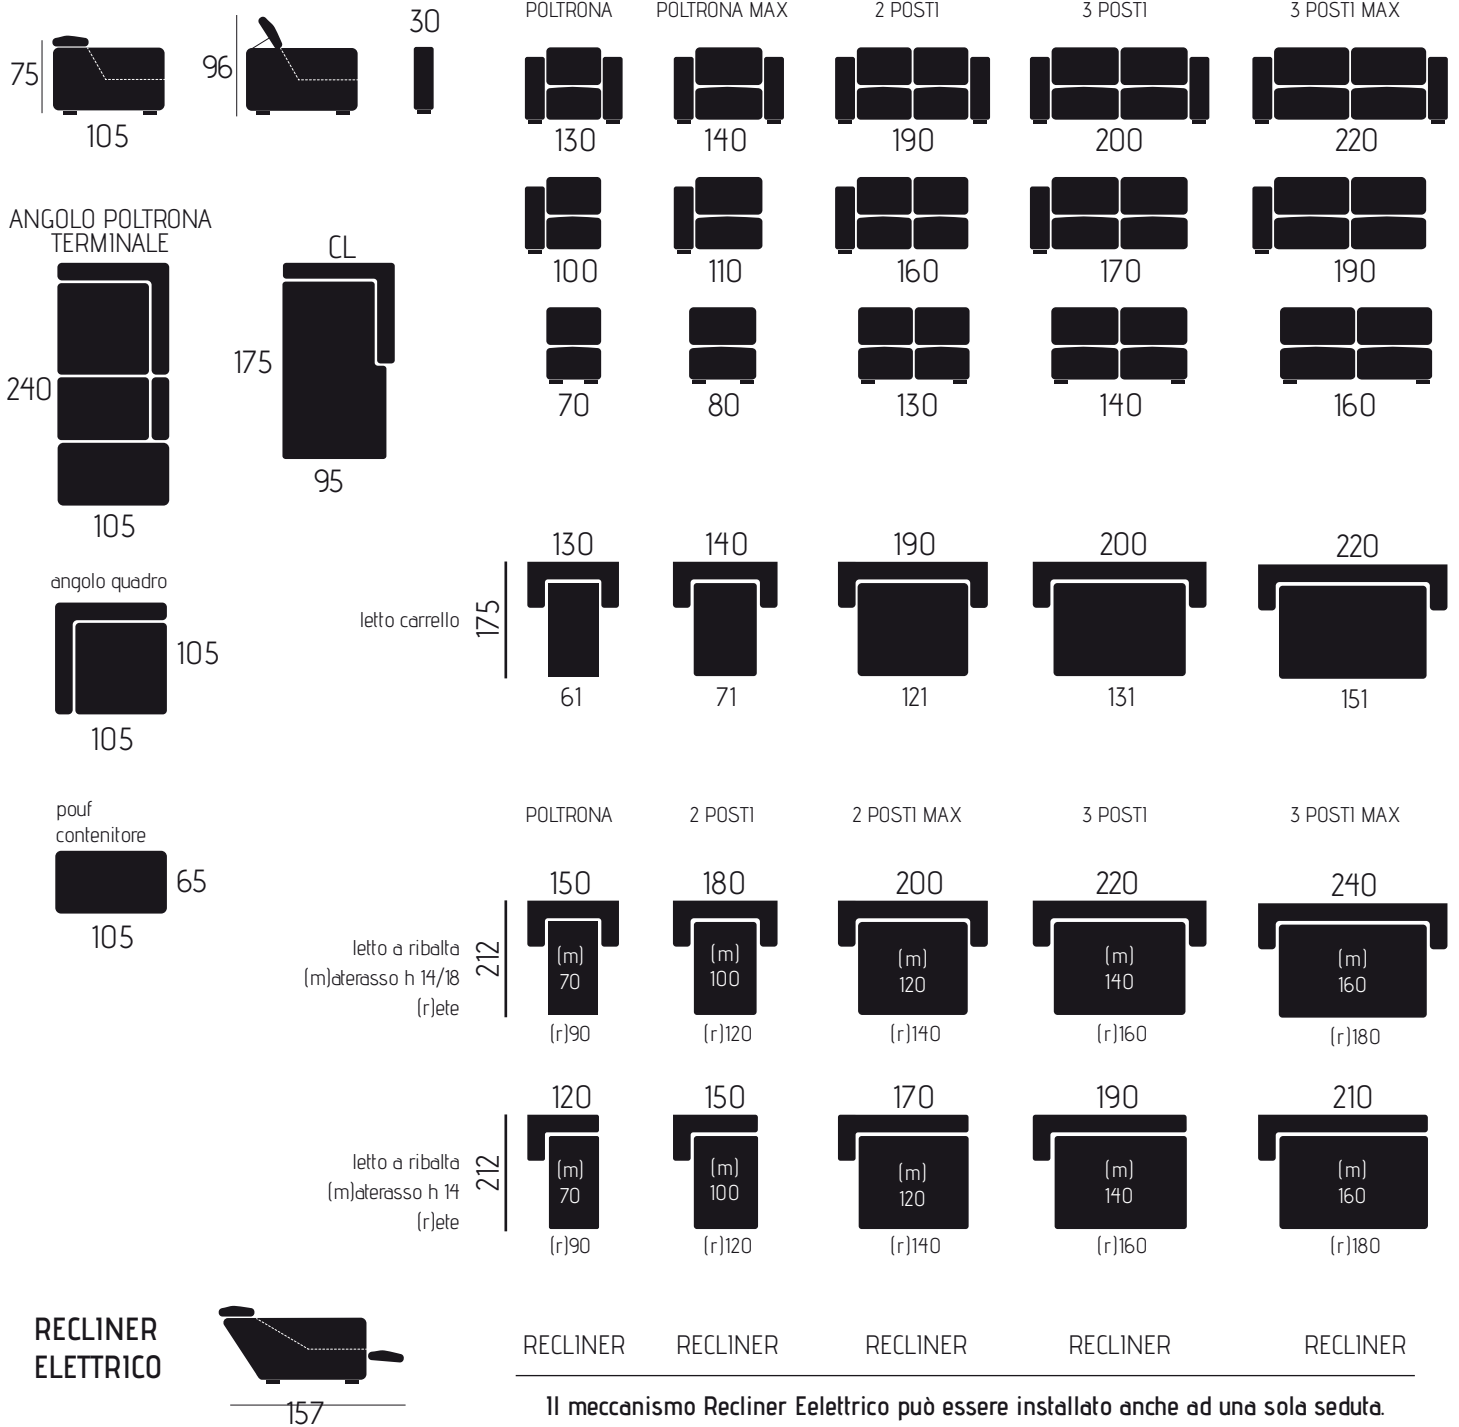 POLTRONA POLTRONA MAX 2 POSTI 3 POSTI 3 POSTI MAX
75 105
96
30
130 140 190 200 220
100 110 160 170 190
70 80 130 140 160
ANGOLO POLTRONA
TERMINALE
240
105
CL
175
95
angolo quadro
105
105
pouf
contenitore
65
105
130 140 190 200 220
letto carrello 175
61 71 121 131 151
POLTRONA 2 POSTI 2 POSTI MAX 3 POSTI 3 POSTI MAX
150 180 200 220 240
letto a ribalta
(m)aterasso h 14/18
(r)ete
212
(m) (m) (m) (m) (m)
70 100 120 140 160
(r)90 (r)120 (r)140 (r)160 (r)180
120 150 170 190 210
letto a ribalta
(m)aterasso h 14
(r)ete
212
(m) (m) (m) (m) (m)
70 100 120 140 160
(r)90 (r)120 (r)140 (r)160 (r)180
RECLINER
ELETTRICO
157
RECLINER RECLINER RECLINER RECLINER RECLINER
Il meccanismo Recliner Eelettrico può essere installato anche ad una sola seduta.